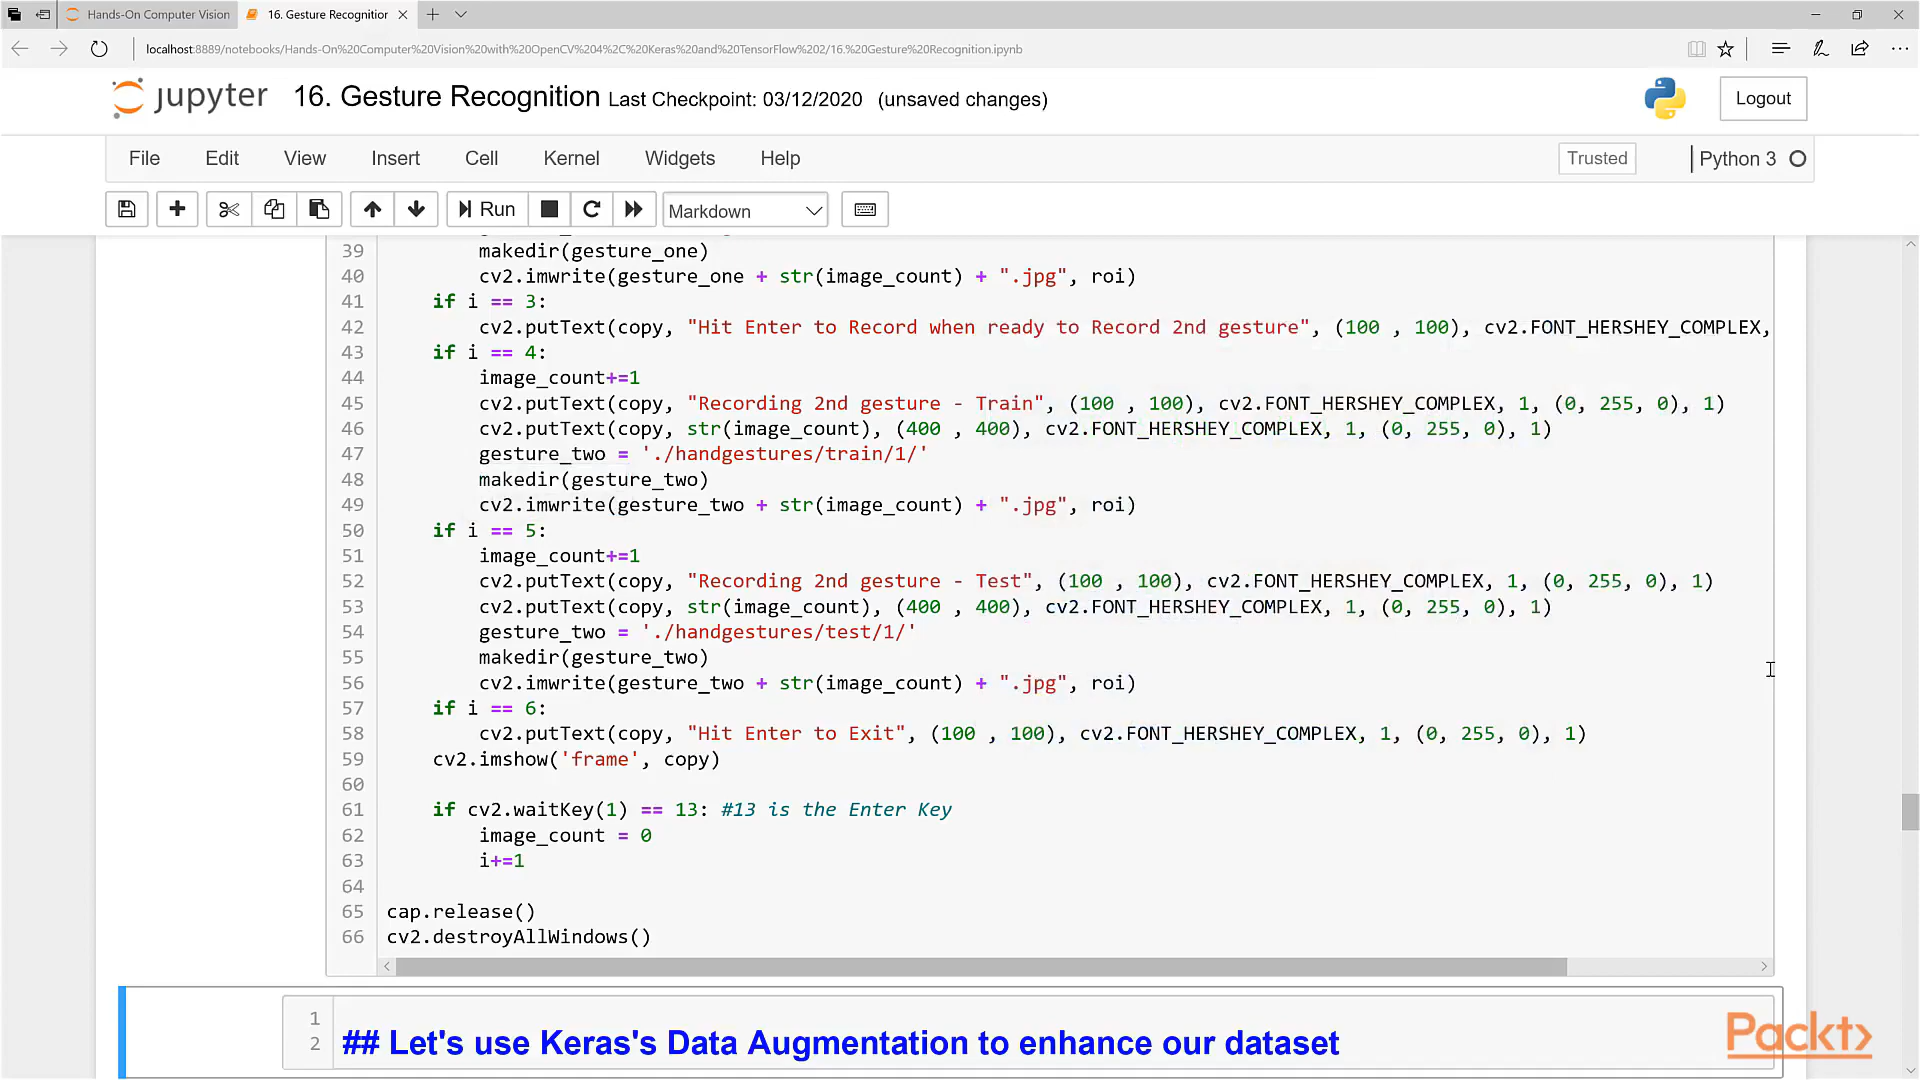 Hands-On Computer Vision
16. Gesture Recognition
localhost:8889/notebooks/Hands-On%20Computer%20Vision%20with%20OpenCV%204%2C%20Keras%20and%20TensorFlow%202/16.%20Gesture%20Recognition.ipynb
jupyter 16. Gesture Recognition Last Checkpoint: 03/12/2020 (unsaved changes)
Logout
File Edit View Insert Cell Kernel Widgets Help Trusted Python 3
Run Markdown
39 makedir(gesture_one)
40 cv2.imwrite(gesture_one + str(image_count) + ".jpg", roi)
41 if i == 3:
42 cv2.putText(copy, "Hit Enter to Record when ready to Record 2nd gesture", (100 , 100), cv2.FONT_HERSHEY_COMPLEX,
43 if i == 4:
44 image_count+=1
45 cv2.putText(copy, "Recording 2nd gesture - Train", (100 , 100), cv2.FONT_HERSHEY_COMPLEX, 1, (0, 255, 0), 1)
46 cv2.putText(copy, str(image_count), (400 , 400), cv2.FONT_HERSHEY_COMPLEX, 1, (0, 255, 0), 1)
47 gesture_two = './handgestures/train/1/'
48 makedir(gesture_two)
49 cv2.imwrite(gesture_two + str(image_count) + ".jpg", roi)
50 if i == 5:
51 image_count+=1
52 cv2.putText(copy, "Recording 2nd gesture - Test", (100 , 100), cv2.FONT_HERSHEY_COMPLEX, 1, (0, 255, 0), 1)
53 cv2.putText(copy, str(image_count), (400 , 400), cv2.FONT_HERSHEY_COMPLEX, 1, (0, 255, 0), 1)
54 gesture_two = './handgestures/test/1/'
55 makedir(gesture_two)
56 cv2.imwrite(gesture_two + str(image_count) + ".jpg", roi)
57 if i == 6:
58 cv2.putText(copy, "Hit Enter to Exit", (100 , 100), cv2.FONT_HERSHEY_COMPLEX, 1, (0, 255, 0), 1)
59 cv2.imshow('frame', copy)
60
61 if cv2.waitKey(1) == 13: #13 is the Enter Key
62 image_count = 0
63 i+=1
64
65 cap.release()
66 cv2.destroyAllWindows()
1
2 ## Let's use Keras's Data Augmentation to enhance our dataset
Packt>